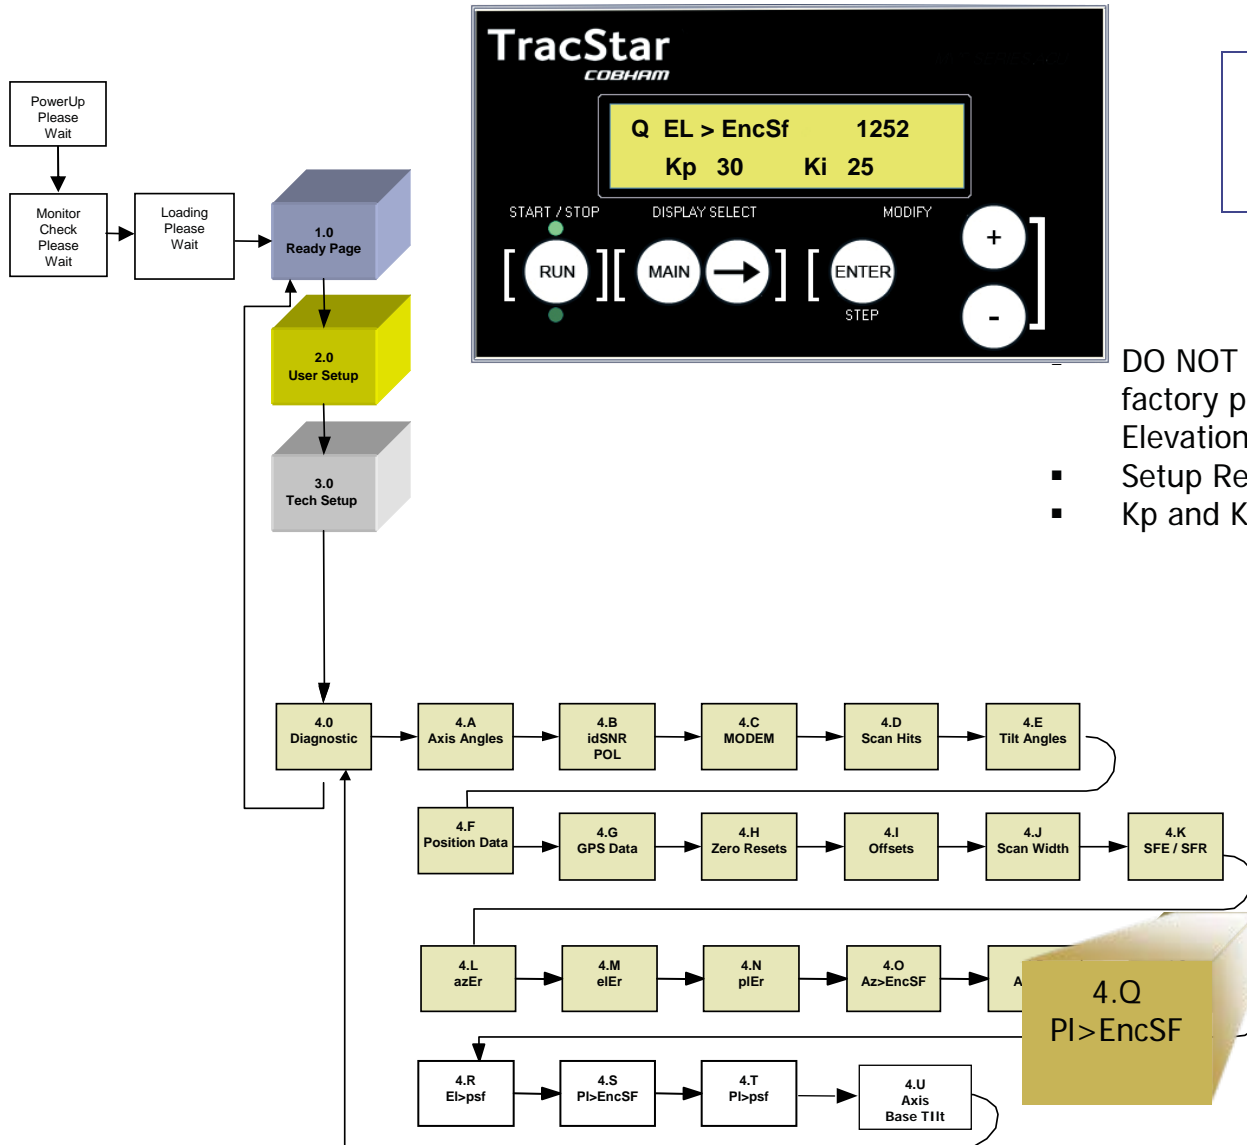 TracStar
COBHAM
Q EL > EncSf 1252
Kp 30 Ki 25
START / STOP
DISPLAY SELECT
MODIFY
RUN
MAIN
ENTER
STEP
+
-
PowerUp
Please
Wait
Monitor
Check
Please
Wait
Loading
Please
Wait
1.0
Ready Page
2.0
User Setup
3.0
Tech Setup
DO NOT
factory p
Elevation
▪ Setup Re
▪ Kp and K
4.0
Diagnostic
4.A
Axis Angles
4.B
idSNR
POL
4.C
MODEM
4.D
Scan Hits
4.E
Tilt Angles
4.F
Position Data
4.G
GPS Data
4.H
Zero Resets
4.I
Offsets
4.J
Scan Width
4.K
SFE / SFR
4.L
azEr
4.M
elEr
4.N
plEr
4.O
Az>EncSF
A
4.Q
Pl>EncSF
4.R
El>psf
4.S
Pl>EncSF
4.T
Pl>psf
4.U
Axis
Base TIlt